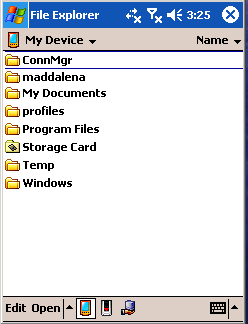 File Explorer 3:25
My Device Name
ConnMgr
maddalena
My Documents
profiles
Program Files
Storage Card
Temp
Windows
Edit Open